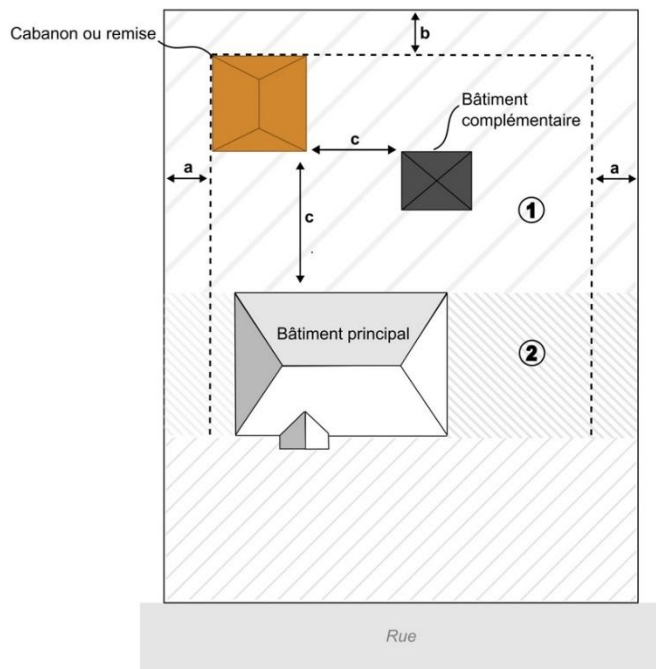 Cabanon ou remise
b
Bâtiment
complémentaire
c
a
a
1
c
Bâtiment principal
2
Rue